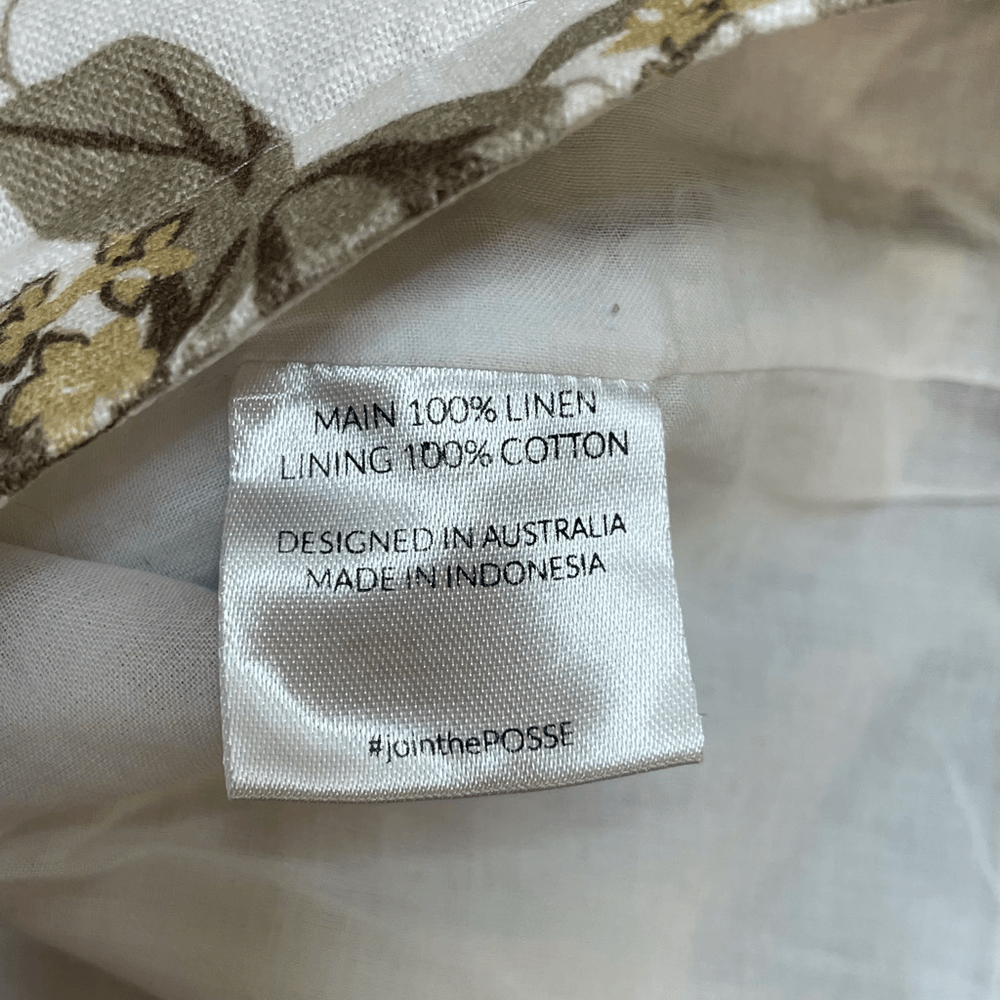 MAIN 100% LINEN
LINING 100% COTTON
DESIGNED IN AUSTRALIA
MADE IN INDONESIA
#jointhePOSSE